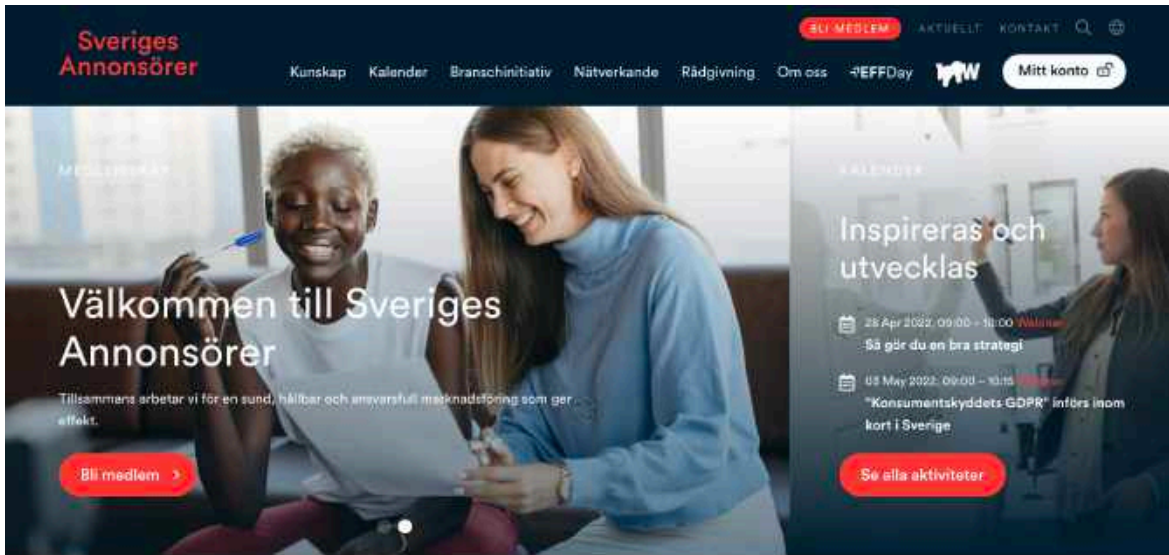 Sveriges
Annonsörer
BLI MEDLEM
AKTUELLT
KONTAKT
Kunskap
Kalender
Branschinitiativ
Nätverkande
Rådgivning
Om oss
EFFDay
Mitt konto
MEDLEMSKAP
Välkommen till Sveriges
Annonsörer
Tillsammans arbetar vi för en sund, hållbar och ansvarsfull marknadsföring som ger
effekt.
Bli medlem
KALENDER
Inspireras och
utvecklas
28 Apr 2022, 09:00 - 10:00 Webinar
Så gör du en bra strategi
03 May 2022, 09:00 - 10:15
"Konsumentskyddets GDPR" införs inom
kort i Sverige
Se alla aktiviteter